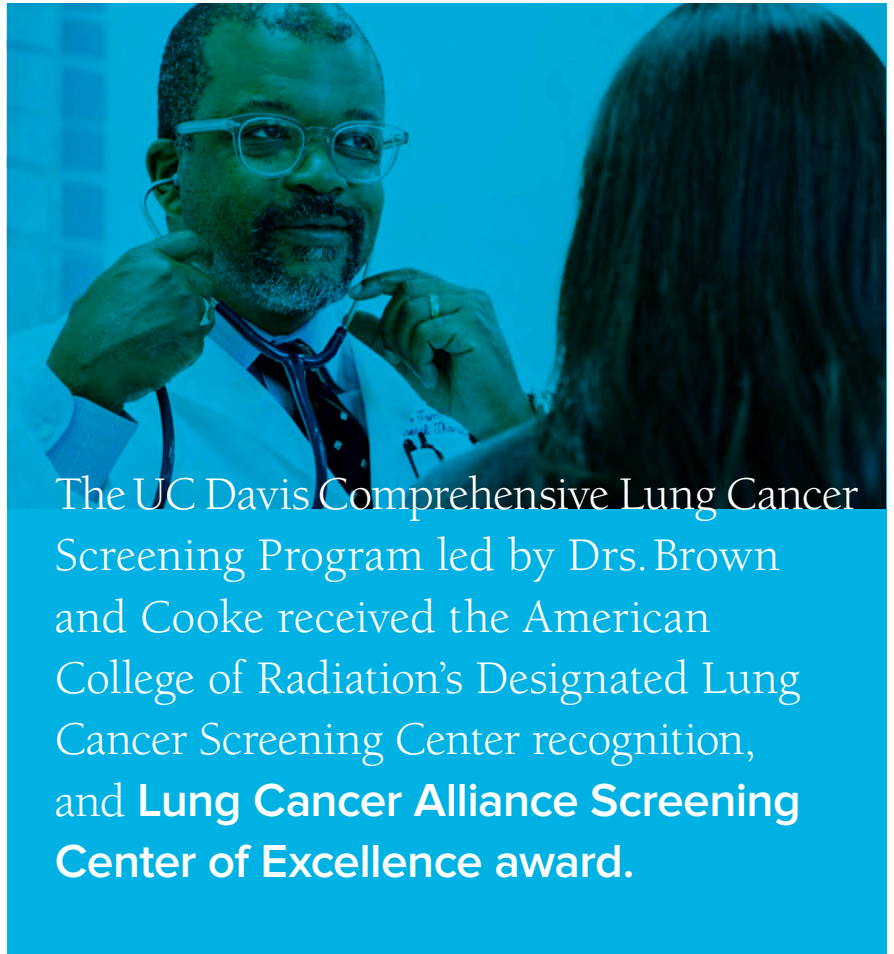 The UC Davis Comprehensive Lung Cancer
Screening Program led by Drs. Brown
and Cooke received the American
College of Radiation’s Designated Lung
Cancer Screening Center recognition,
and Lung Cancer Alliance Screening
Center of Excellence award.